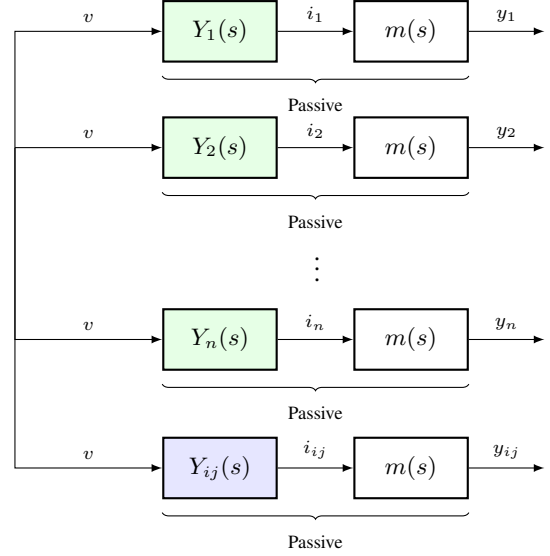 v Y_1(s) i_1 m(s) y_1
Passive
v Y_2(s) i_2 m(s) y_2
Passive
⋮
v Y_n(s) i_n m(s) y_n
Passive
v Y_{ij}(s) i_{ij} m(s) y_{ij}
Passive